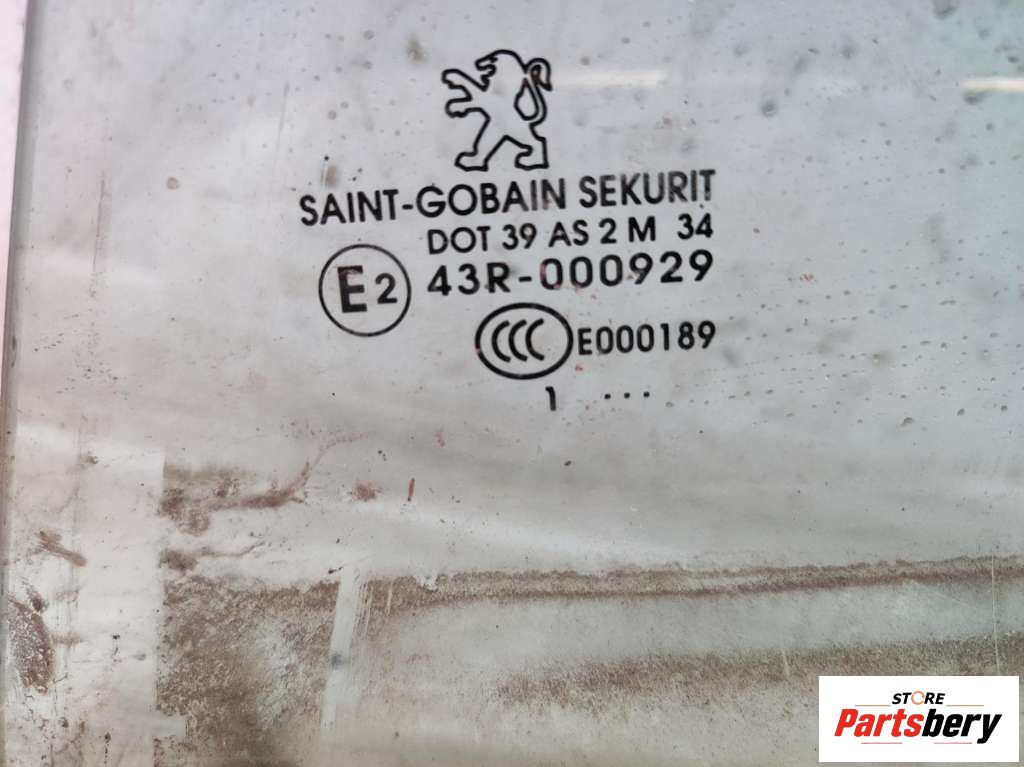 SAINT-GOBAIN SEKURIT
DOT 39 AS 2 M 34
E2 43R-000929
CCC E000189
1 ...
STORE
Partsbery